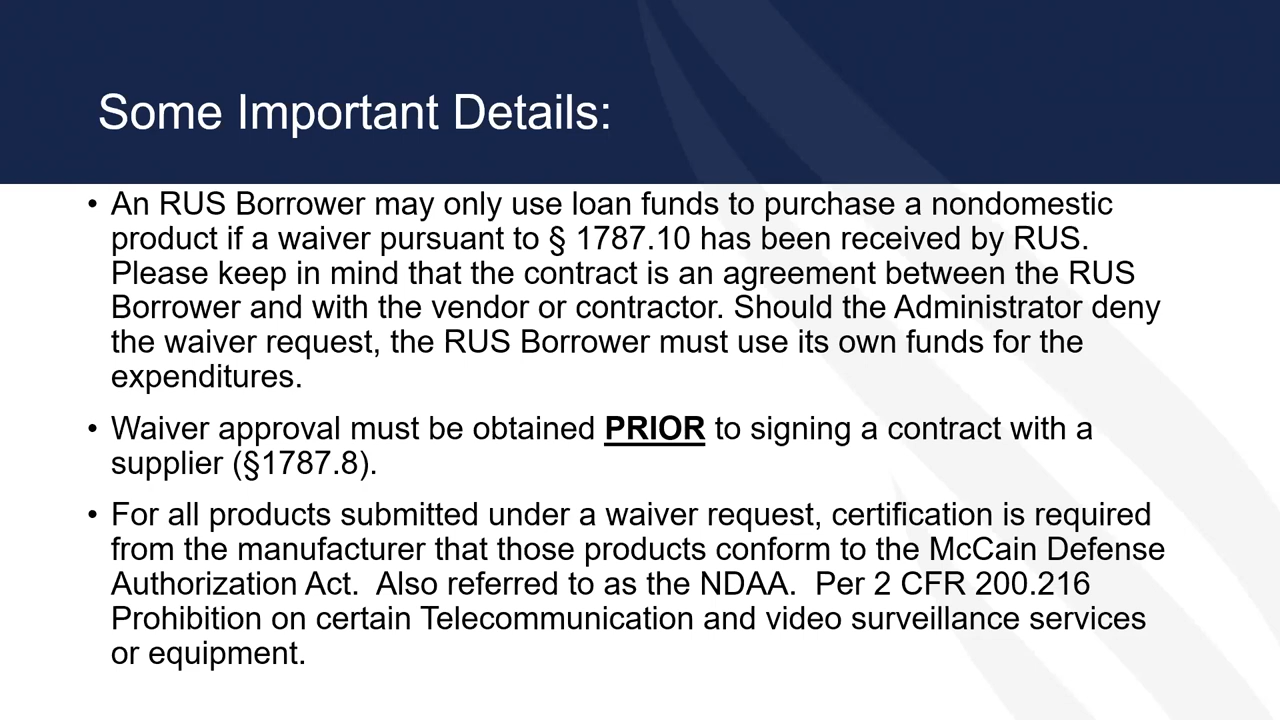 Some Important Details:
• An RUS Borrower may only use loan funds to purchase a nondomestic
product if a waiver pursuant to § 1787.10 has been received by RUS.
Please keep in mind that the contract is an agreement between the RUS
Borrower and with the vendor or contractor. Should the Administrator deny
the waiver request, the RUS Borrower must use its own funds for the
expenditures.
• Waiver approval must be obtained PRIOR to signing a contract with a
supplier (§1787.8).
• For all products submitted under a waiver request, certification is required
from the manufacturer that those products conform to the McCain Defense
Authorization Act.  Also referred to as the NDAA.  Per 2 CFR 200.216
Prohibition on certain Telecommunication and video surveillance services
or equipment.